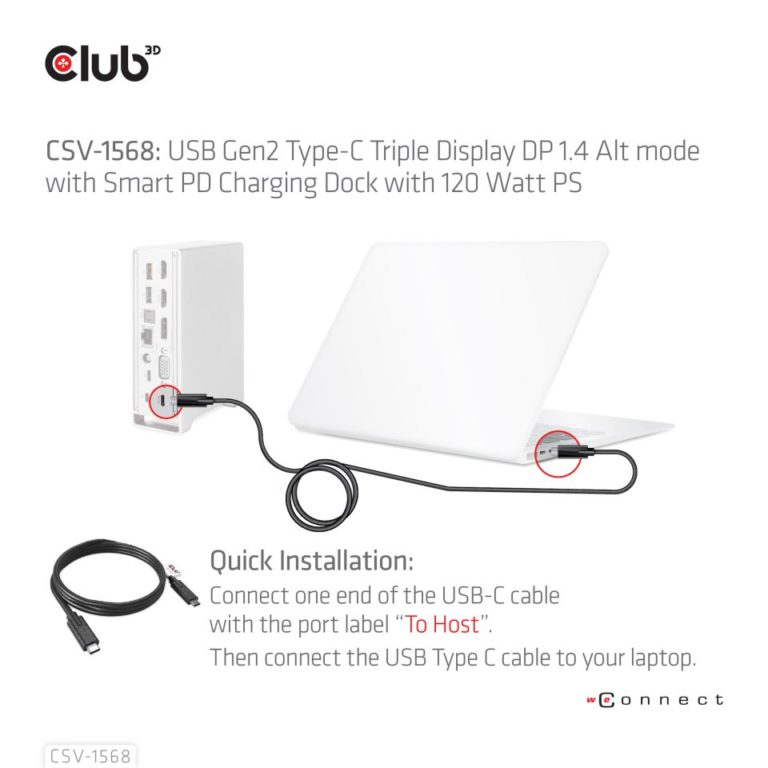 Club3D
CSV-1568: USB Gen2 Type-C Triple Display DP 1.4 Alt mode
with Smart PD Charging Dock with 120 Watt PS
Club3D
Quick Installation:
Connect one end of the USB-C cable
with the port label “To Host”.
Then connect the USB Type C cable to your laptop.
weConnect
CSV-1568